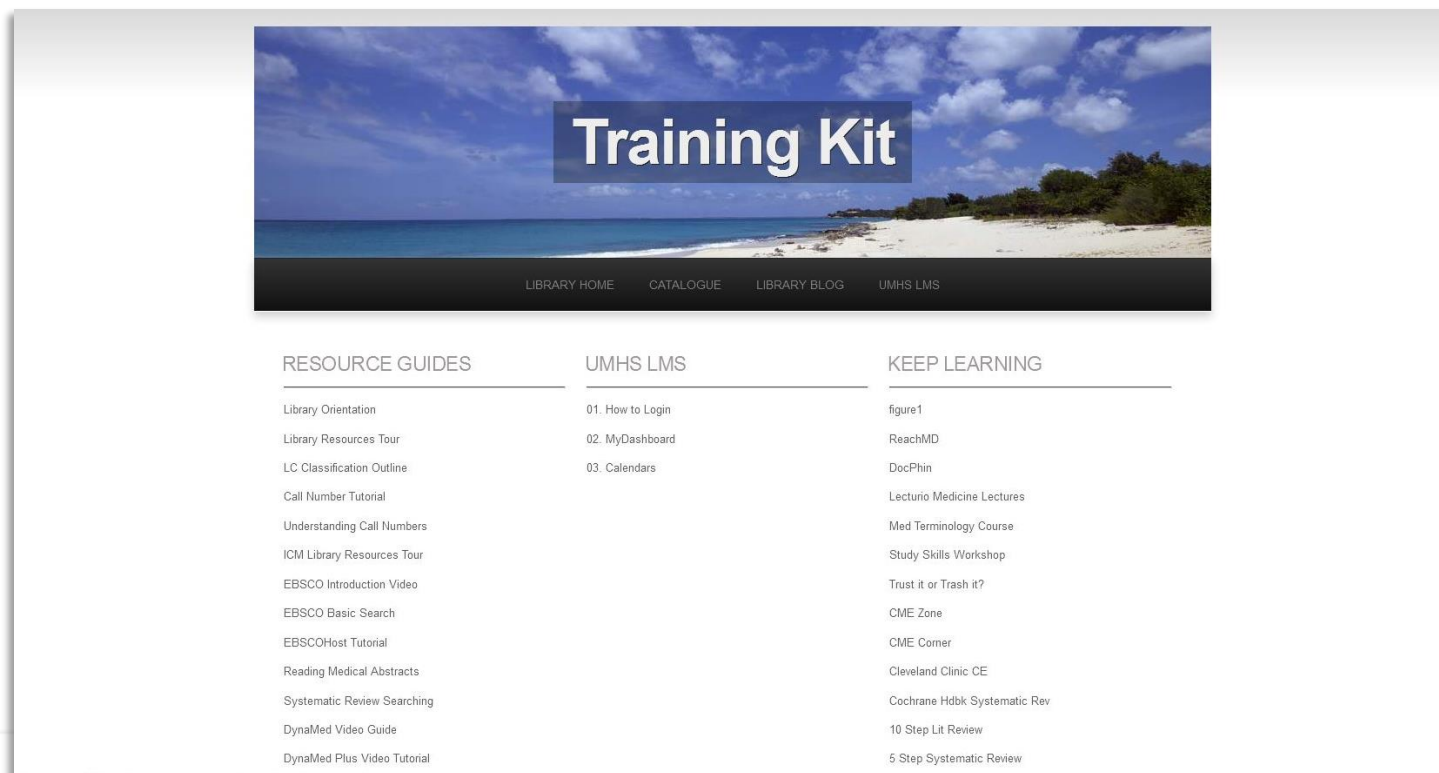 Training Kit
LIBRARY HOME CATALOGUE LIBRARY BLOG UMHS LMS
RESOURCE GUIDES
Library Orientation
Library Resources Tour
LC Classification Outline
Call Number Tutorial
Understanding Call Numbers
ICM Library Resources Tour
EBSCO Introduction Video
EBSCO Basic Search
EBSCOHost Tutorial
Reading Medical Abstracts
Systematic Review Searching
DynaMed Video Guide
DynaMed Plus Video Tutorial
UMHS LMS
01. How to Login
02. MyDashboard
03. Calendars
KEEP LEARNING
figure1
ReachMD
DocPhin
Lecturio Medicine Lectures
Med Terminology Course
Study Skills Workshop
Trust it or Trash it?
CME Zone
CME Corner
Cleveland Clinic CE
Cochrane Hdbk Systematic Rev
10 Step Lit Review
5 Step Systematic Review